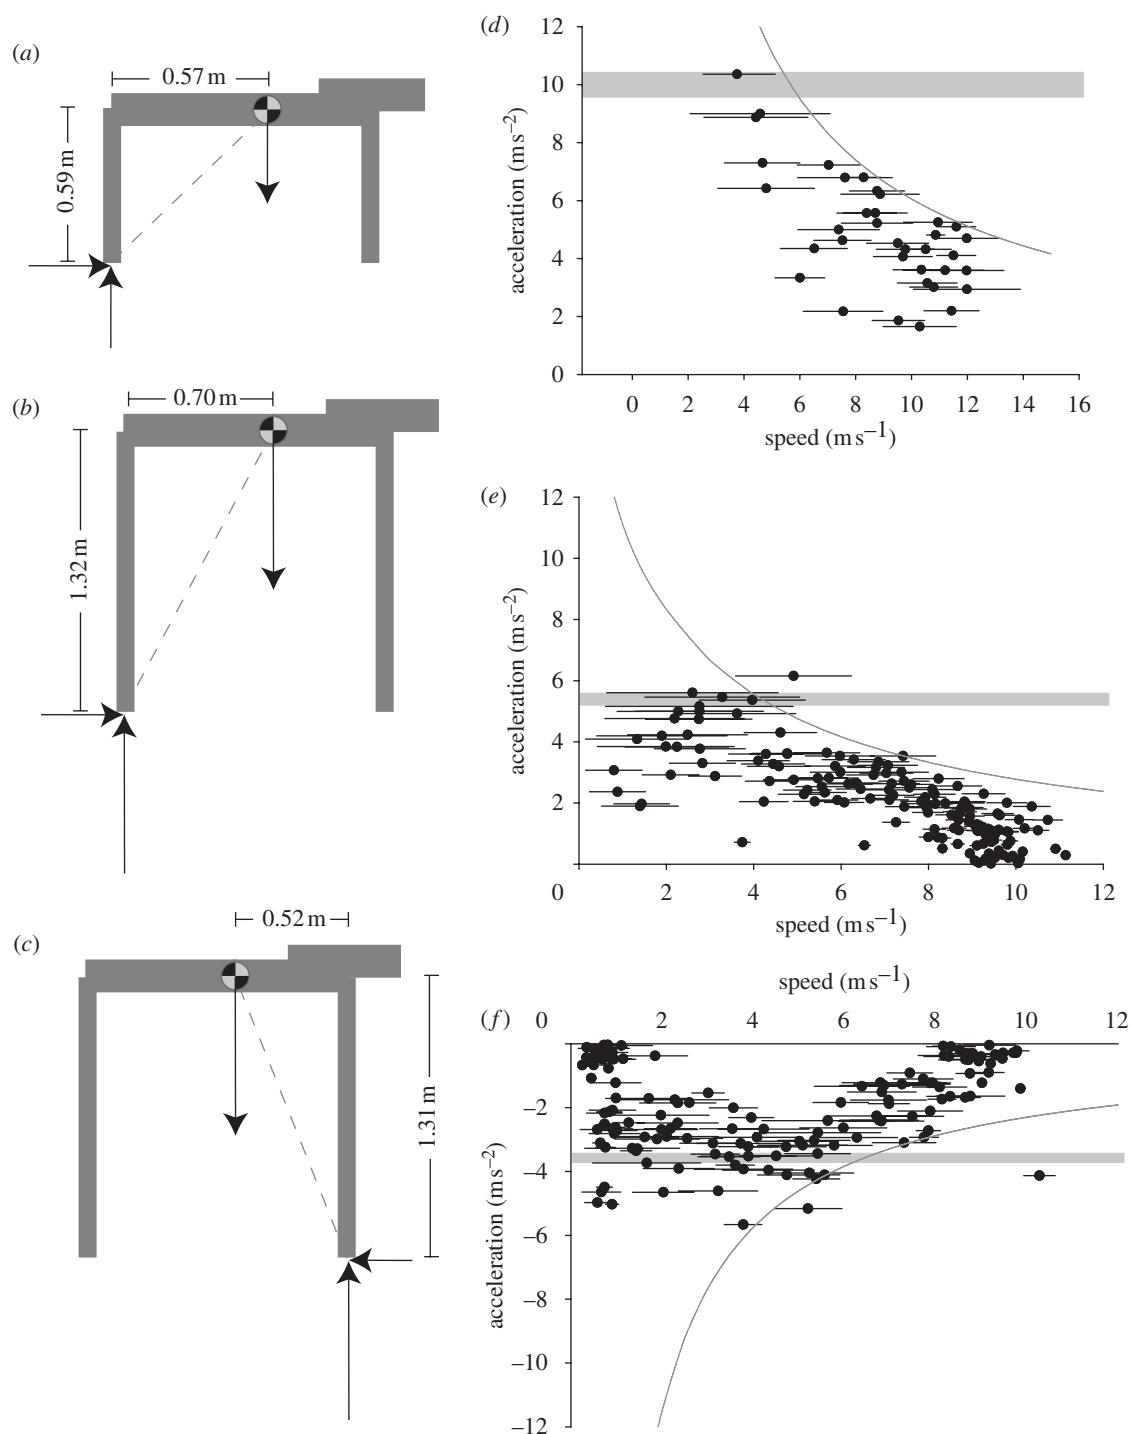 (a)
0.57 m
0.59 m
(b)
0.70 m
1.32 m
(c)
0.52 m
1.31 m
(d)
12
10
8
6
4
2
0
acceleration (m s⁻²)
0 2 4 6 8 10 12 14 16
speed (m s⁻¹)
(e)
12
10
8
6
4
2
acceleration (m s⁻²)
0 2 4 6 8 10 12
speed (m s⁻¹)
speed (m s⁻¹)
(f)
0 2 4 6 8 10 12
–2
–4
–6
–8
–10
–12
acceleration (m s⁻²)